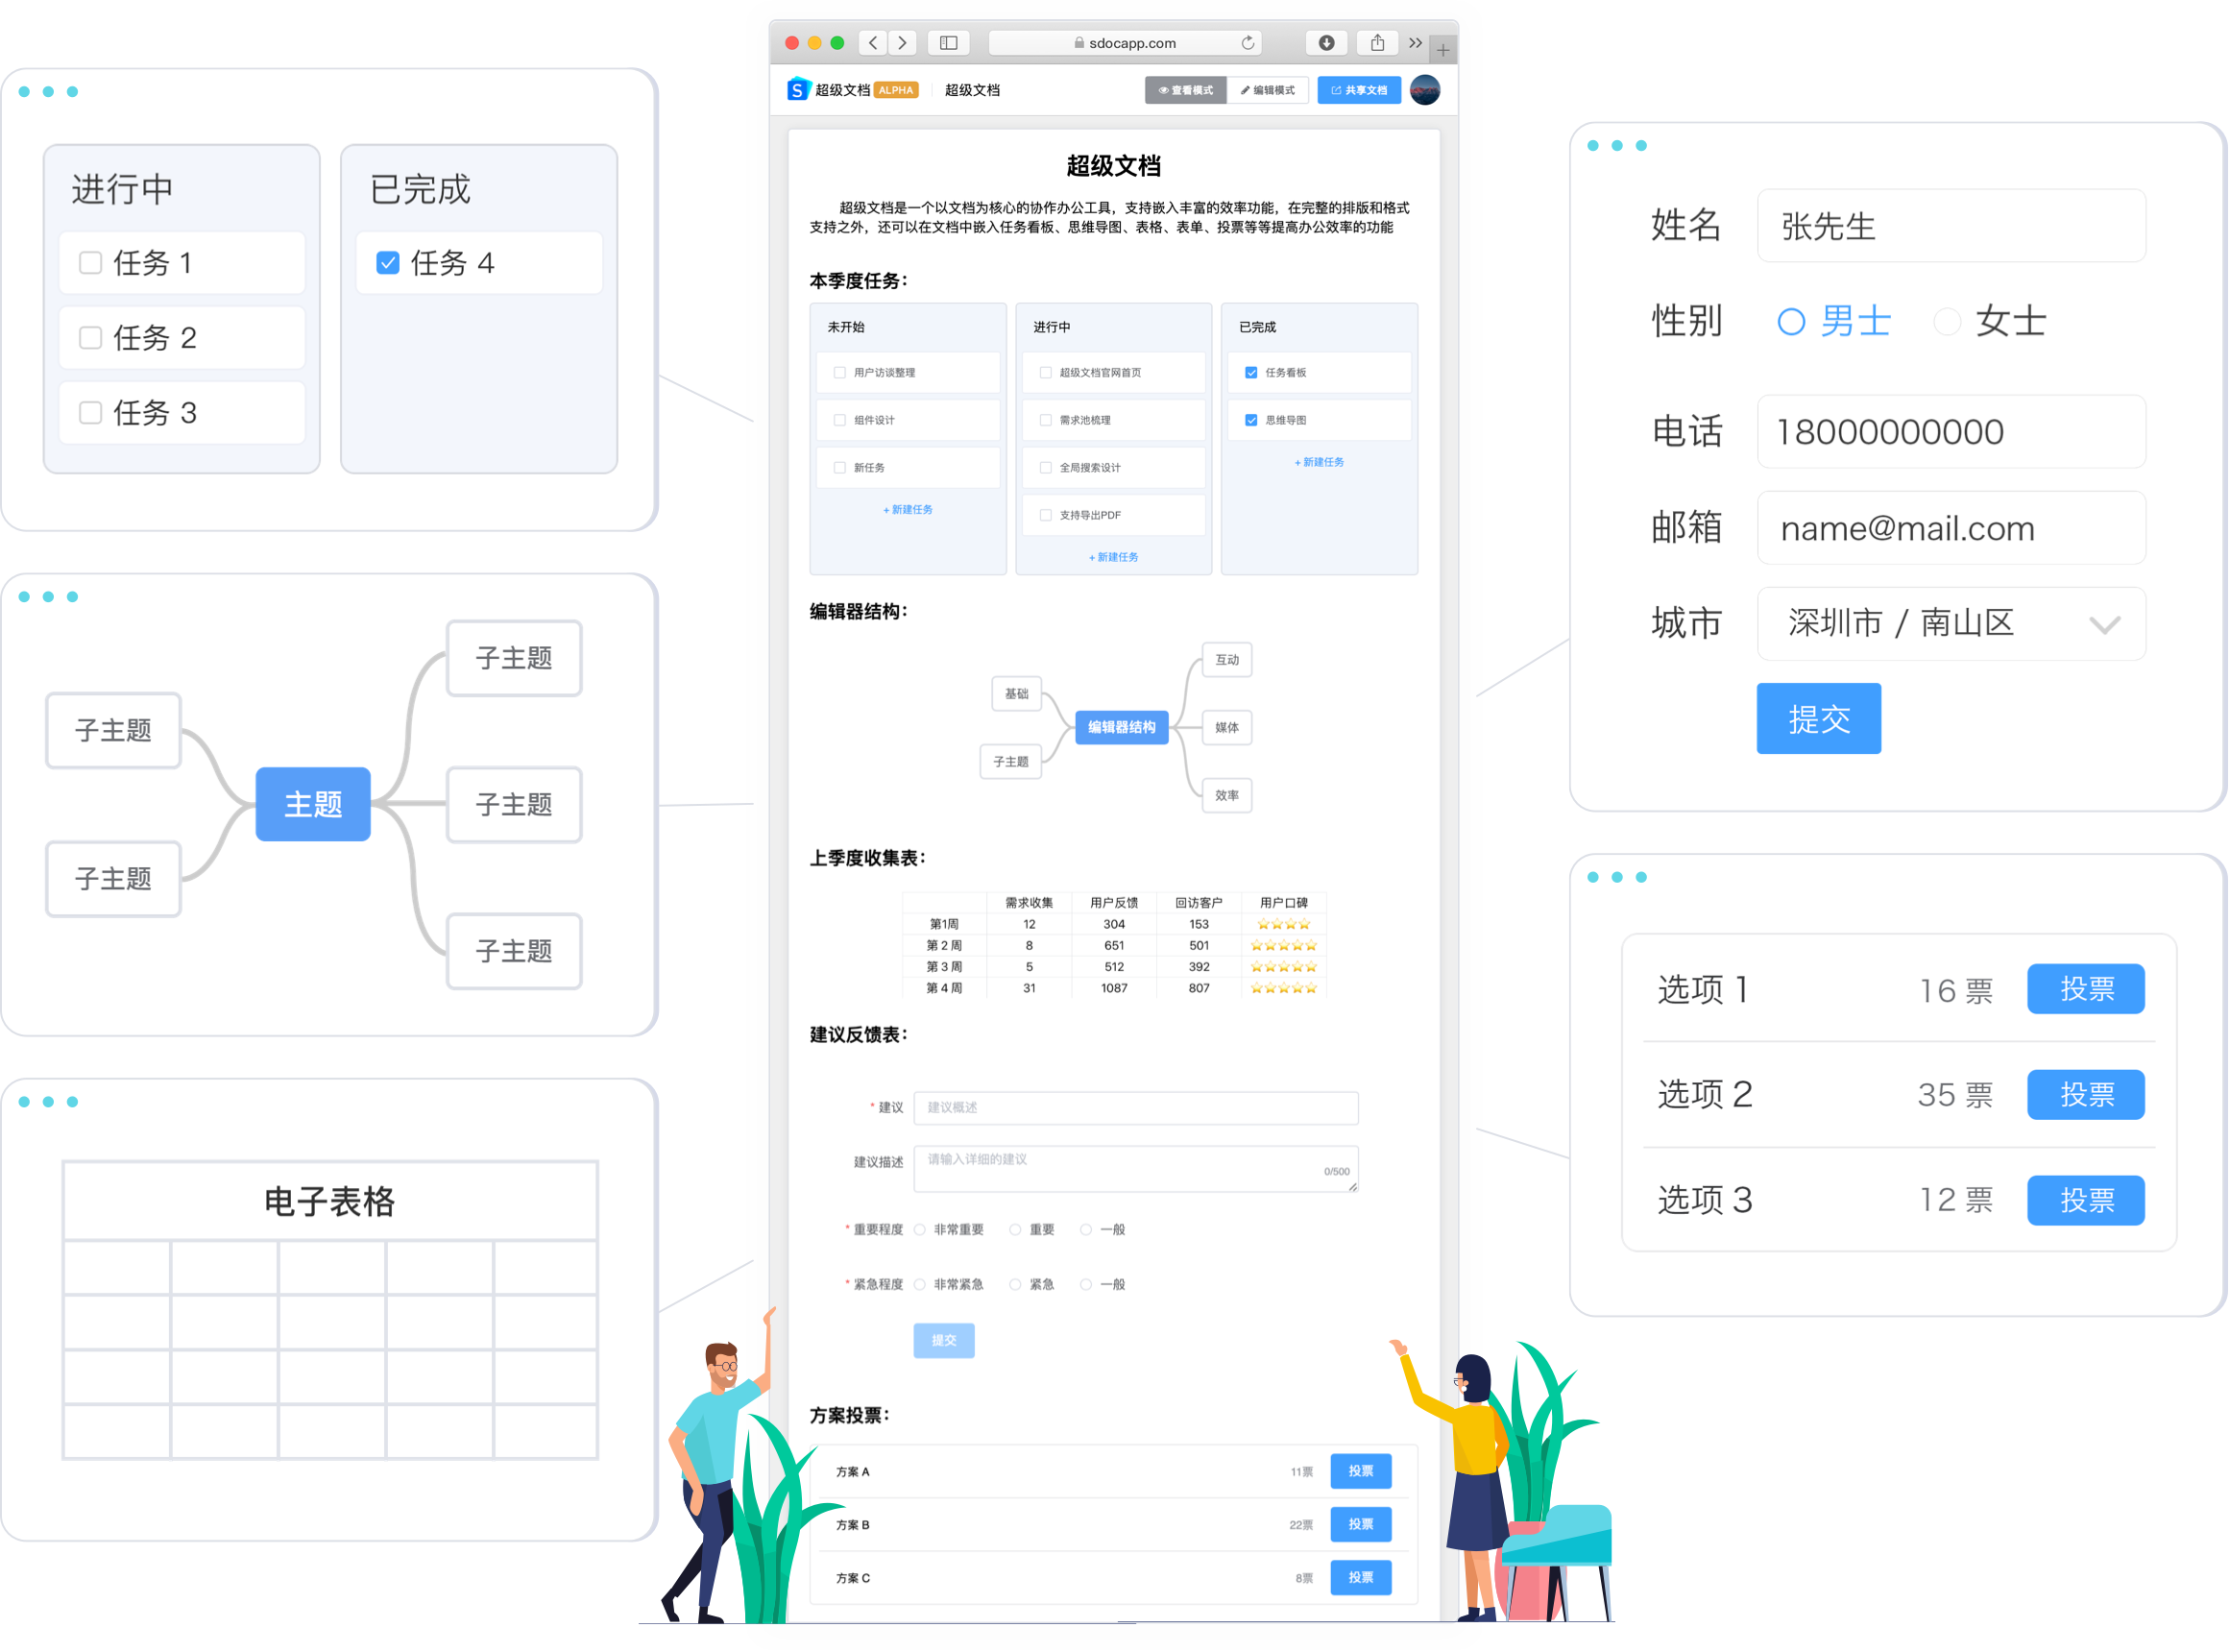 进行中
任务 1
任务 2
任务 3
已完成
任务 4
子主题
子主题
主题
子主题
子主题
子主题
电子表格
sdocapp.com
S 超级文档 ALPHA 超级文档 查看模式 编辑模式 共享文档
超级文档
超级文档是一个以文档为核心的协作办公工具，支持嵌入丰富的效率功能，在完整的排版和格式
支持之外，还可以在文档中嵌入任务看板、思维导图、表格、表单、投票等等提高办公效率的功能
本季度任务：
未开始
用户访谈整理
组件设计
新任务
+ 新建任务
进行中
超级文档官网首页
需求池梳理
全局搜索设计
支持导出PDF
+ 新建任务
已完成
任务看板
思维导图
+ 新建任务
编辑器结构：
基础
子主题
编辑器结构
互动
媒体
效率
上季度收集表：
需求收集 用户反馈 回访客户 用户口碑
第1周 12 304 153 ⭐⭐⭐⭐
第 2 周 8 651 501 ⭐⭐⭐⭐⭐
第 3 周 5 512 392 ⭐⭐⭐⭐⭐
第 4 周 31 1087 807 ⭐⭐⭐⭐⭐
建议反馈表：
* 建议 建议概述
建议描述 请输入详细的建议
0/500
* 重要程度 非常重要 重要 一般
* 紧急程度 非常紧急 紧急 一般
提交
方案投票：
方案 A 11票 投票
方案 B 22票 投票
方案 C 8票 投票
姓名 张先生
性别 男士 女士
电话 18000000000
邮箱 name@mail.com
城市 深圳市 / 南山区
提交
选项 1 16 票 投票
选项 2 35 票 投票
选项 3 12 票 投票